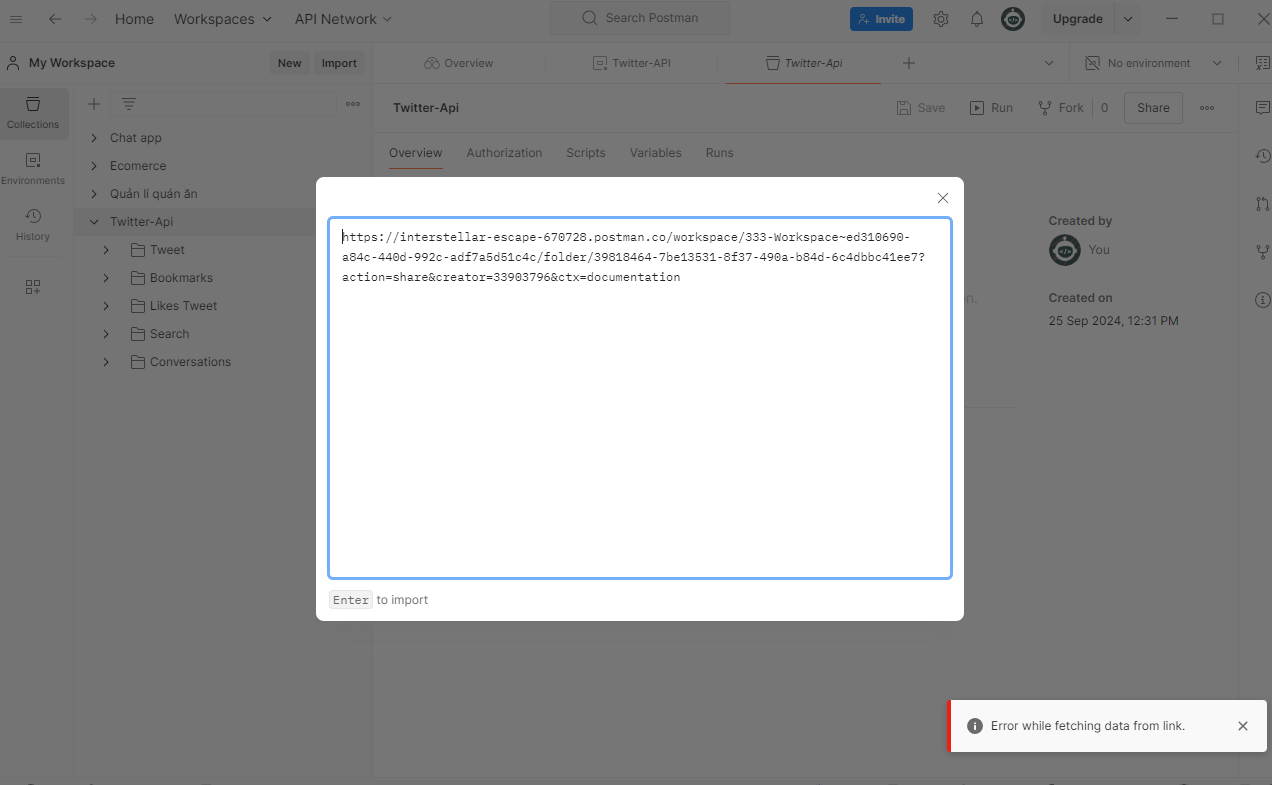 Home Workspaces API Network Search Postman Invite Upgrade
My Workspace New Import Overview Twitter-API Twitter-Api No environment
Collections
Environments
History
Chat app
Ecomerce
Quán lí quán ăn
Twitter-Api
Tweet
Bookmarks
Likes Tweet
Search
Conversations
Twitter-Api Save Run Fork 0 Share
Overview Authorization Scripts Variables Runs
https://interstellar-escape-670728.postman.co/workspace/333-Workspace~ed310690-
a84c-440d-992c-adf7a5d51c4c/folder/39818464-7be13531-8f37-490a-b84d-6c4dbbc41ee7?
action=share&creator=33903796&ctx=documentation
Enter to import
Created by
You
Created on
25 Sep 2024, 12:31 PM
Error while fetching data from link.